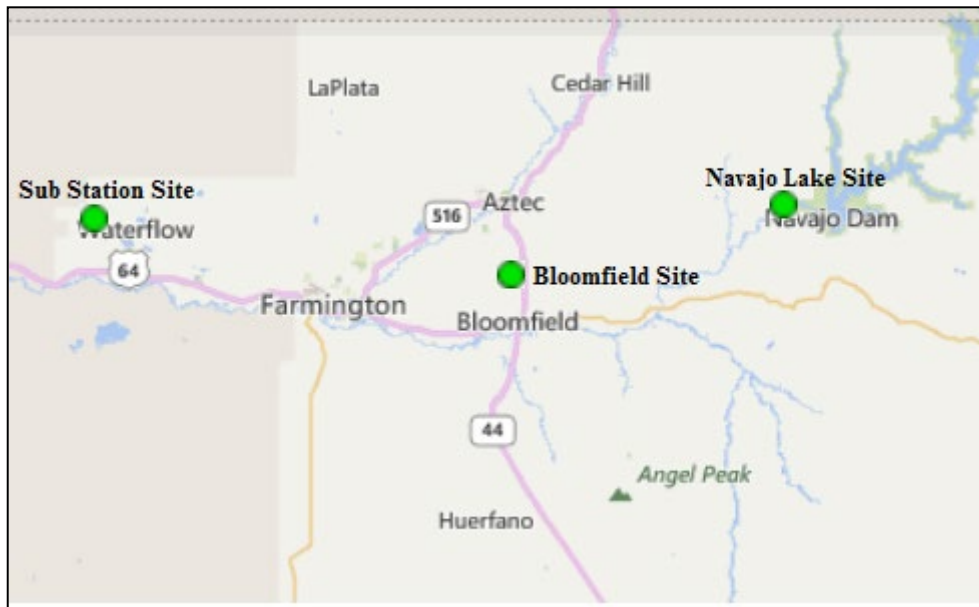 LaPlata
Cedar Hill
Sub Station Site
Navajo Lake Site
Waterflow
516
Aztec
Navajo Dam
64
Bloomfield Site
Farmington
Bloomfield
44
Angel Peak
Huerfano